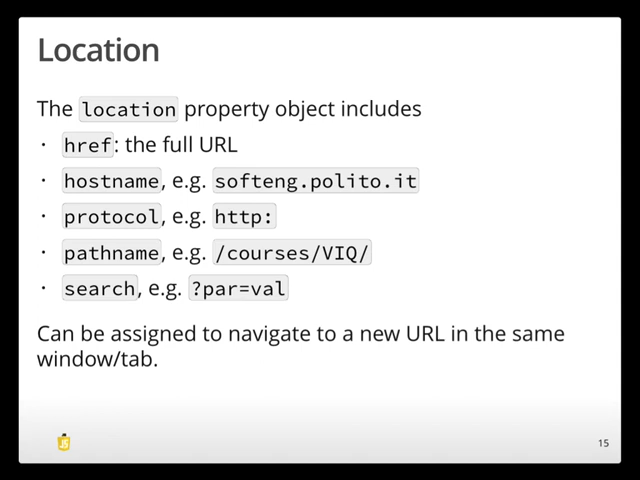 Location
The location property object includes
· href: the full URL
· hostname, e.g. softeng.polito.it
· protocol, e.g. http:
· pathname, e.g. /courses/VIQ/
· search, e.g. ?par=val
Can be assigned to navigate to a new URL in the same
window/tab.
JS
15